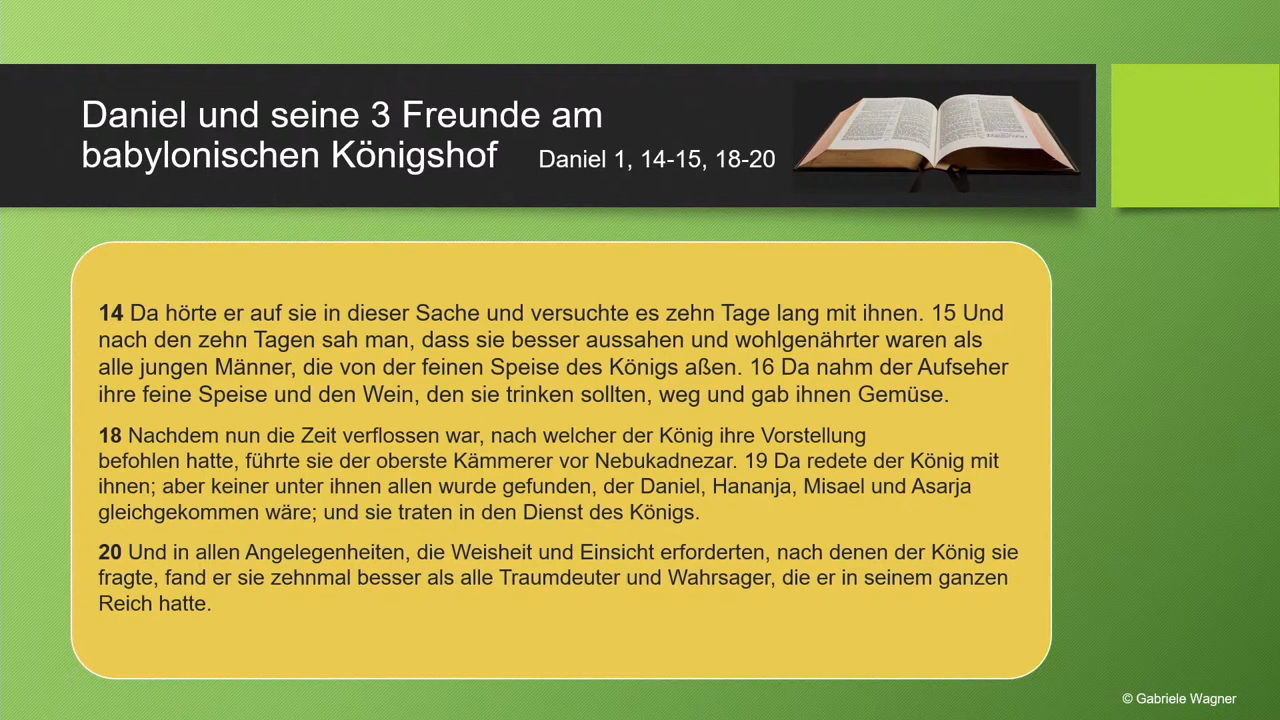 Daniel und seine 3 Freunde am
babylonischen Königshof Daniel 1, 14-15, 18-20
14 Da hörte er auf sie in dieser Sache und versuchte es zehn Tage lang mit ihnen. 15 Und
nach den zehn Tagen sah man, dass sie besser aussahen und wohlgenährter waren als
alle jungen Männer, die von der feinen Speise des Königs aßen. 16 Da nahm der Aufseher
ihre feine Speise und den Wein, den sie trinken sollten, weg und gab ihnen Gemüse.
18 Nachdem nun die Zeit verflossen war, nach welcher der König ihre Vorstellung
befohlen hatte, führte sie der oberste Kämmerer vor Nebukadnezar. 19 Da redete der König mit
ihnen; aber keiner unter ihnen allen wurde gefunden, der Daniel, Hananja, Misael und Asarja
gleichgekommen wäre; und sie traten in den Dienst des Königs.
20 Und in allen Angelegenheiten, die Weisheit und Einsicht erforderten, nach denen der König sie
fragte, fand er sie zehnmal besser als alle Traumdeuter und Wahrsager, die er in seinem ganzen
Reich hatte.
© Gabriele Wagner